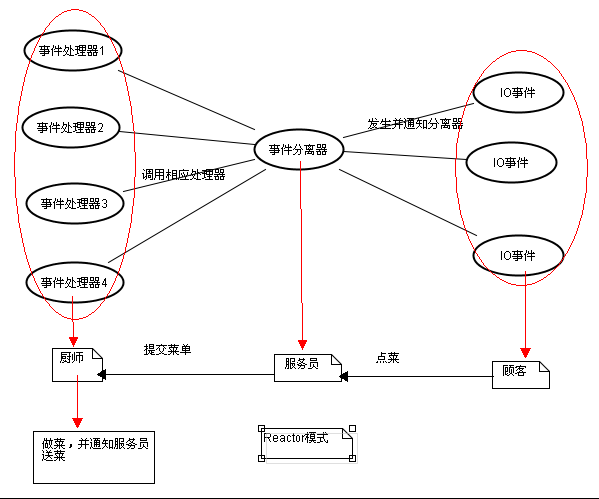 事件处理器1
IO事件
发生并通知分离器
事件处理器2
事件分离器
IO事件
调用相应处理器
事件处理器3
IO事件
事件处理器4
提交菜单
厨师
服务员
点菜
顾客
做菜，并通知服务员
送菜
Reactor模式